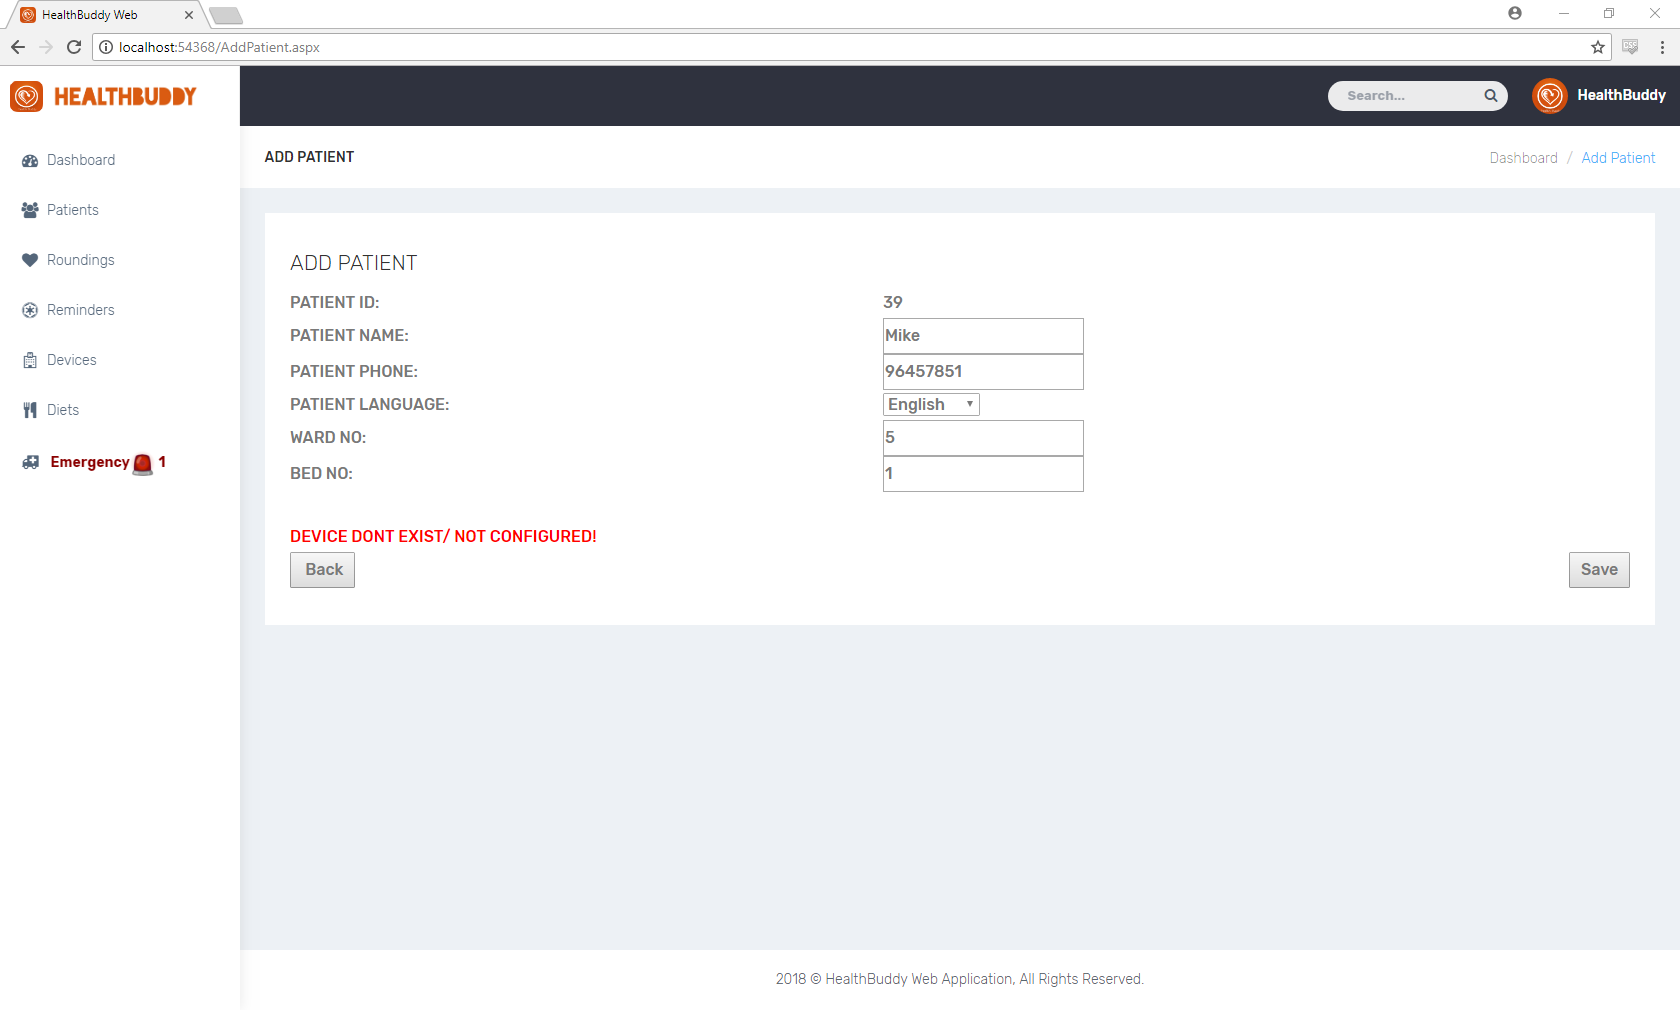 HealthBuddy Web
localhost:54368/AddPatient.aspx
HEALTHBUDDY
Search...
HealthBuddy
Dashboard
Patients
Roundings
Reminders
Devices
Diets
Emergency 1
ADD PATIENT
Dashboard / Add Patient
ADD PATIENT
PATIENT ID: 39
PATIENT NAME: Mike
PATIENT PHONE: 96457851
PATIENT LANGUAGE: English
WARD NO: 5
BED NO: 1
DEVICE DONT EXIST/ NOT CONFIGURED!
Back
Save
2018 © HealthBuddy Web Application, All Rights Reserved.